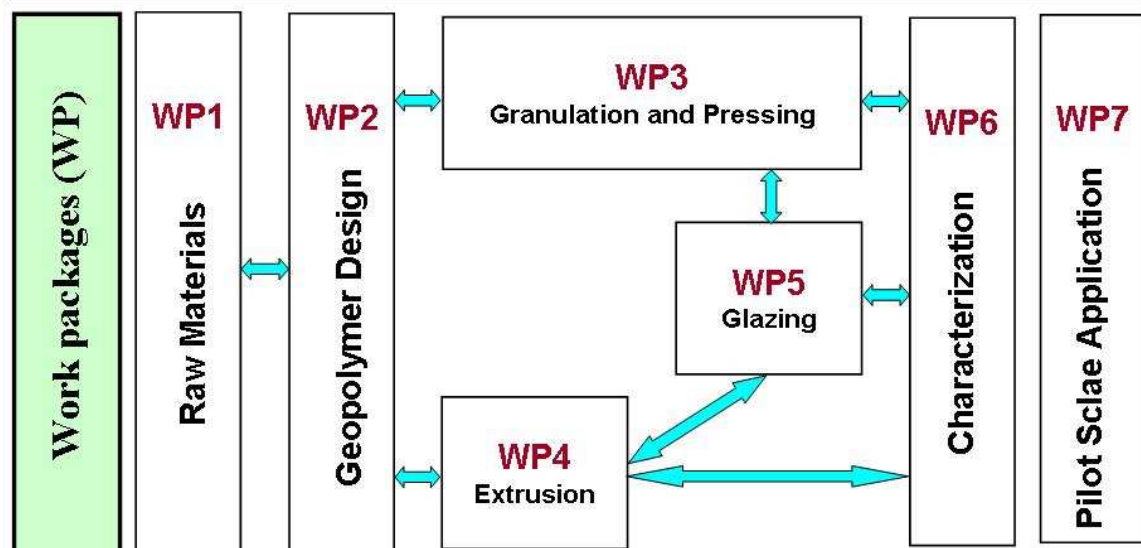 Work packages (WP)
WP1
Raw Materials
WP2
Geopolymer Design
WP3
Granulation and Pressing
WP4
Extrusion
WP5
Glazing
WP6
Characterization
WP7
Pilot Sclae Application